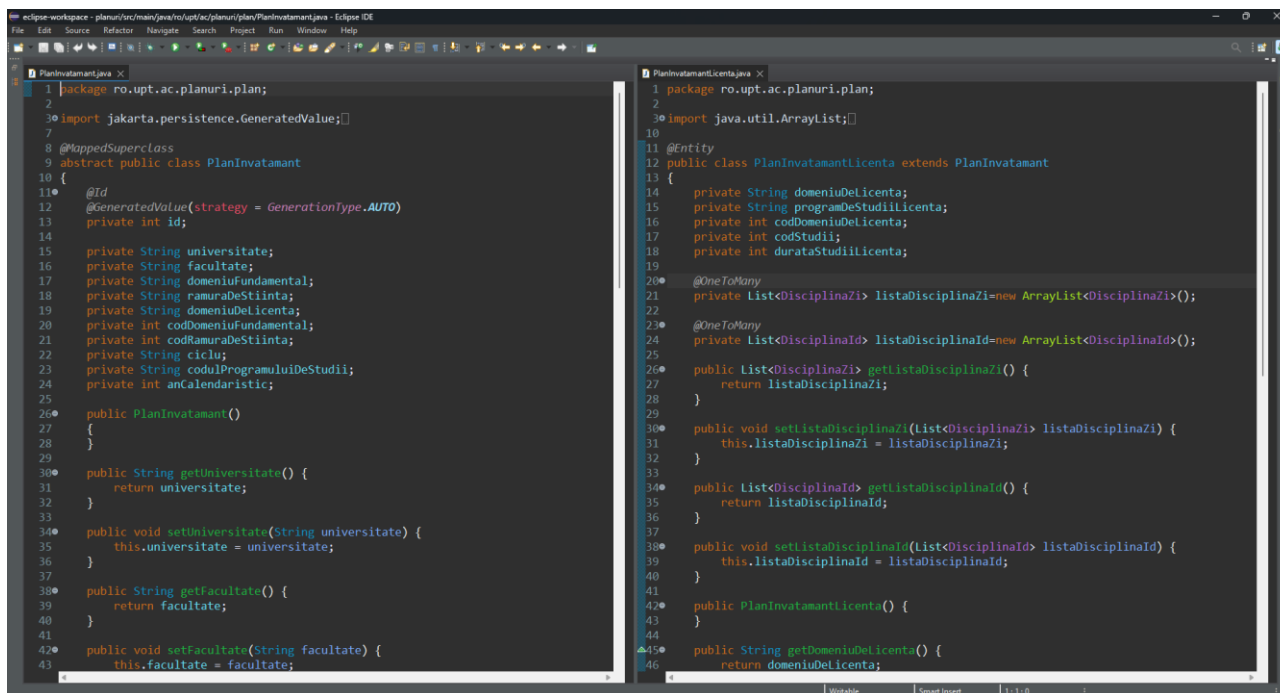 eclipse-workspace - planuri/src/main/java/ro/upt/ac/planuri/plan/PlanInvatamant.java - Eclipse IDE
File Edit Source Refactor Navigate Search Project Run Window Help
PlanInvatamant.java
1 package ro.upt.ac.planuri.plan;
2
3 import jakarta.persistence.GeneratedValue;
7
8 @MappedSuperclass
9 abstract public class PlanInvatamant
10 {
11 @Id
12 @GeneratedValue(strategy = GenerationType.AUTO)
13 private int id;
14
15 private String universitate;
16 private String facultate;
17 private String domeniuFundamental;
18 private String ramuraDeStiinta;
19 private String domeniuDeLicenta;
20 private int codDomeniuFundamental;
21 private int codRamuraDeStiinta;
22 private String ciclu;
23 private String codulProgramuluiDeStudii;
24 private int anCalendaristic;
25
26 public PlanInvatamant()
27 {
28 }
29
30 public String getUniversitate() {
31 return universitate;
32 }
33
34 public void setUniversitate(String universitate) {
35 this.universitate = universitate;
36 }
37
38 public String getFacultate() {
39 return facultate;
40 }
41
42 public void setFacultate(String facultate) {
43 this.facultate = facultate;
PlanInvatamantLicenta.java
1 package ro.upt.ac.planuri.plan;
2
3 import java.util.ArrayList;
10
11 @Entity
12 public class PlanInvatamantLicenta extends PlanInvatamant
13 {
14 private String domeniuDeLicenta;
15 private String programDeStudiiLicenta;
16 private int codDomeniuDeLicenta;
17 private int codStudii;
18 private int durataStudiiLicenta;
19
20 @OneToMany
21 private List<DisciplinaZi> listaDisciplinaZi=new ArrayList<DisciplinaZi>();
22
23 @OneToMany
24 private List<DisciplinaId> listaDisciplinaId=new ArrayList<DisciplinaId>();
25
26 public List<DisciplinaZi> getListaDisciplinaZi() {
27 return listaDisciplinaZi;
28 }
29
30 public void setListaDisciplinaZi(List<DisciplinaZi> listaDisciplinaZi) {
31 this.listaDisciplinaZi = listaDisciplinaZi;
32 }
33
34 public List<DisciplinaId> getListaDisciplinaId() {
35 return listaDisciplinaId;
36 }
37
38 public void setListaDisciplinaId(List<DisciplinaId> listaDisciplinaId) {
39 this.listaDisciplinaId = listaDisciplinaId;
40 }
41
42 public PlanInvatamantLicenta() {
43 }
44
45 public String getDomeniuDeLicenta() {
46 return domeniuDeLicenta;
Writable Smart Insert 1 : 1 : 0